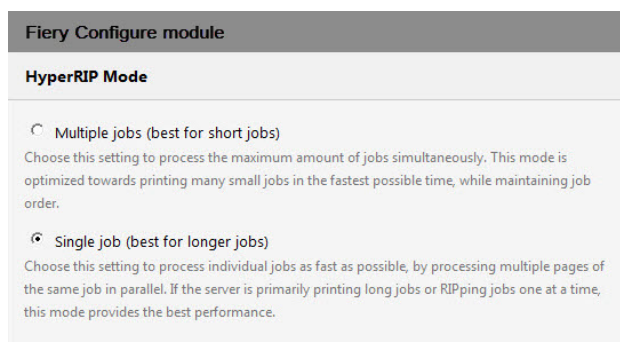 Fiery Configure module
HyperRIP Mode
Multiple jobs (best for short jobs)
Choose this setting to process the maximum amount of jobs simultaneously. This mode is
optimized towards printing many small jobs in the fastest possible time, while maintaining job
order.
Single job (best for longer jobs)
Choose this setting to process individual jobs as fast as possible, by processing multiple pages of
the same job in parallel. If the server is primarily printing long jobs or RIPping jobs one at a time,
this mode provides the best performance.